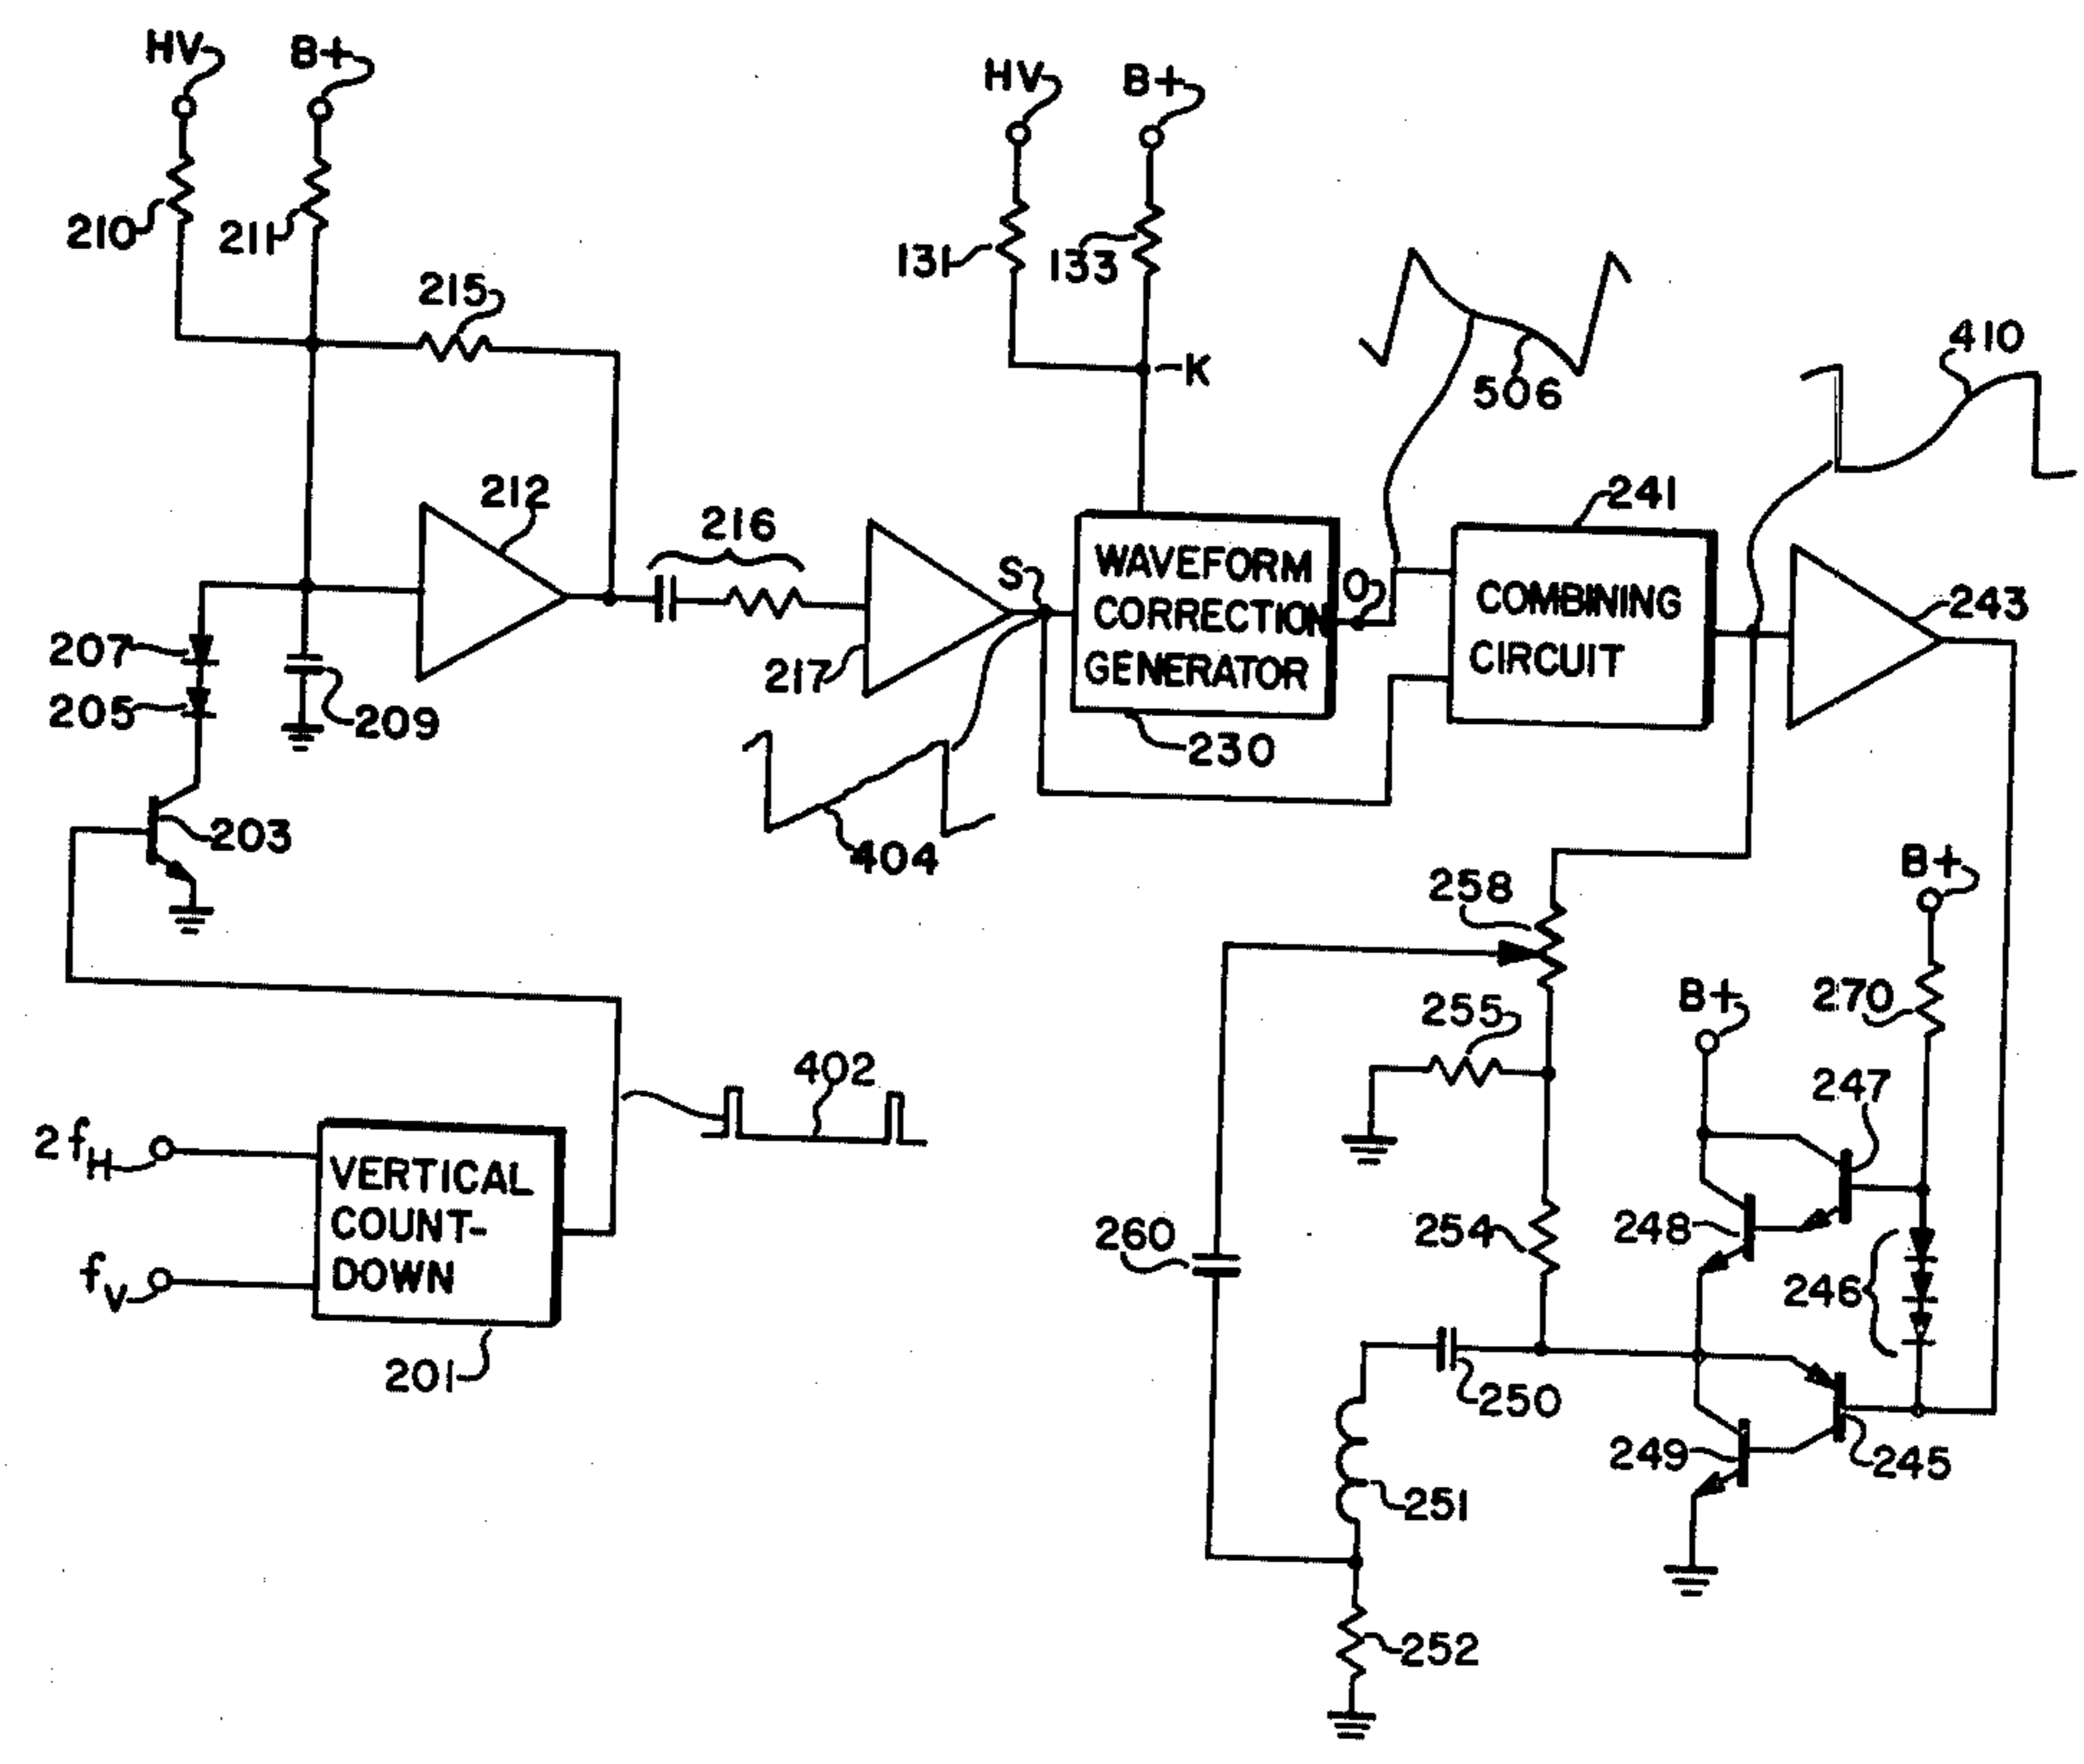 HV
B+
HV
B+
210
211
215
131
133
K
506
410
212
216
S
WAVEFORM
CORRECTION
GENERATOR
O
241
COMBINING
CIRCUIT
243
207
205
209
217
230
203
404
258
B+
255
B+
270
402
247
2fH
fV
VERTICAL
COUNT-
DOWN
260
254
248
246
201
250
249
245
251
252